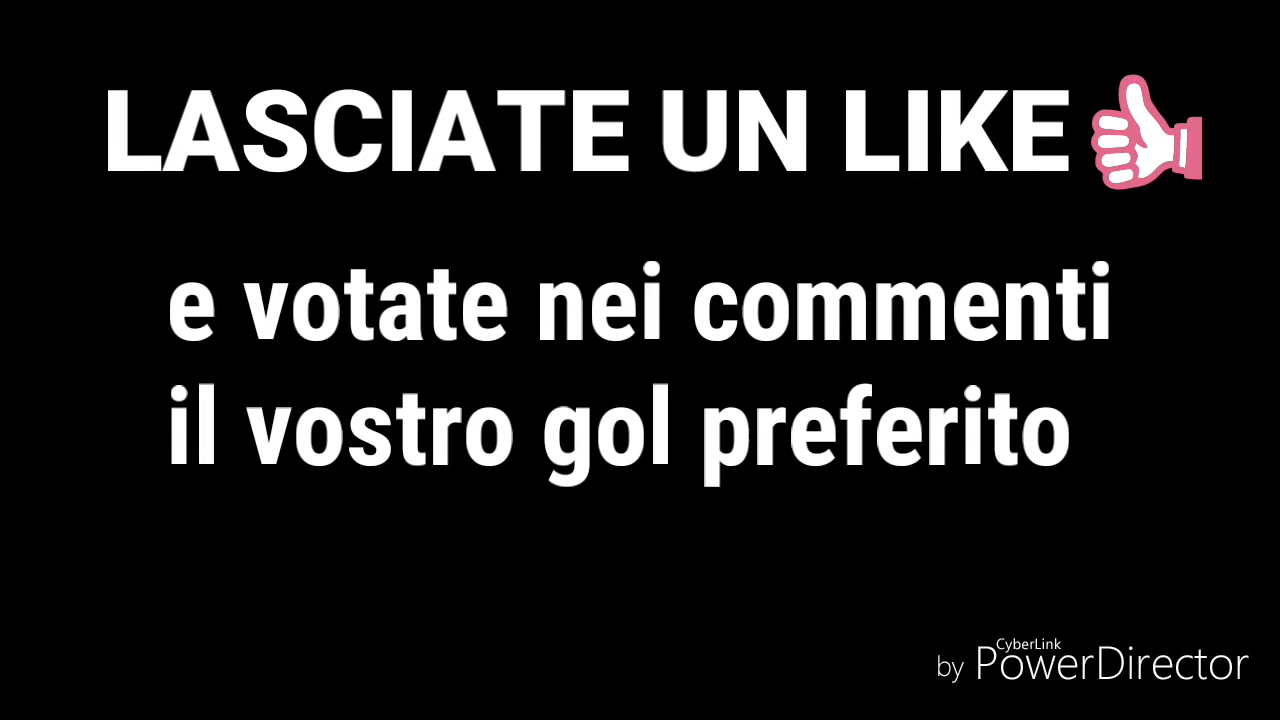 LASCIATE UN LIKE
e votate nei commenti
il vostro gol preferito
CyberLink
by PowerDirector